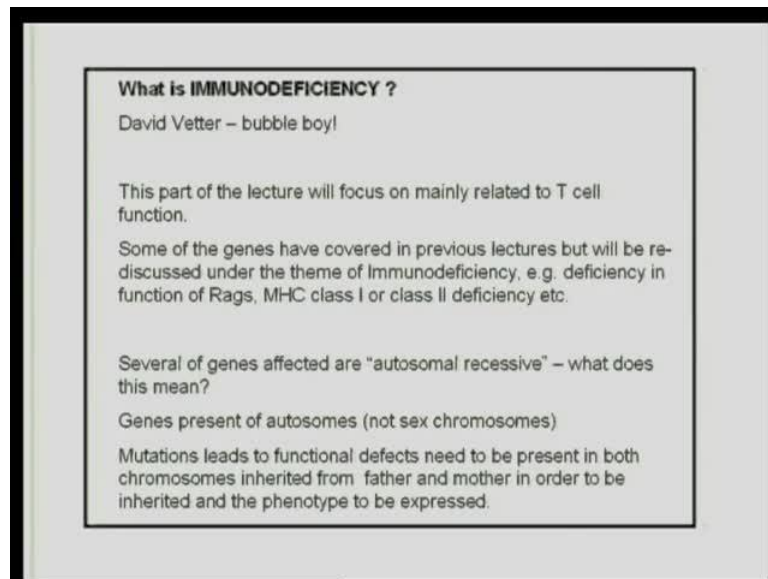 What is IMMUNODEFICIENCY ?
David Vetter – bubble boy!
This part of the lecture will focus on mainly related to T cell
function.
Some of the genes have covered in previous lectures but will be re-
discussed under the theme of Immunodeficiency, e.g. deficiency in
function of Rags, MHC class I or class II deficiency etc.
Several of genes affected are "autosomal recessive" – what does
this mean?
Genes present of autosomes (not sex chromosomes)
Mutations leads to functional defects need to be present in both
chromosomes inherited from father and mother in order to be
inherited and the phenotype to be expressed.